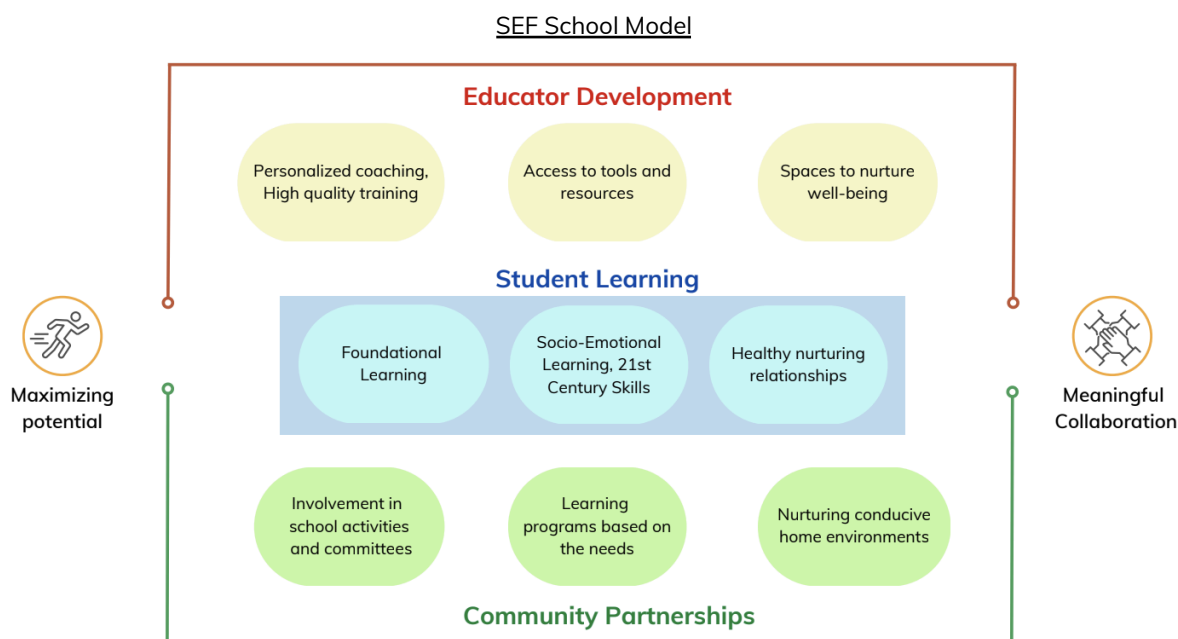 SEF School Model
Educator Development
Personalized coaching,
High quality training
Access to tools and
resources
Spaces to nurture
well-being
Student Learning
Foundational
Learning
Socio-Emotional
Learning, 21st
Century Skills
Healthy nurturing
relationships
Maximizing
potential
Meaningful
Collaboration
Involvement in
school activities
and committees
Learning
programs based on
the needs
Nurturing conducive
home environments
Community Partnerships